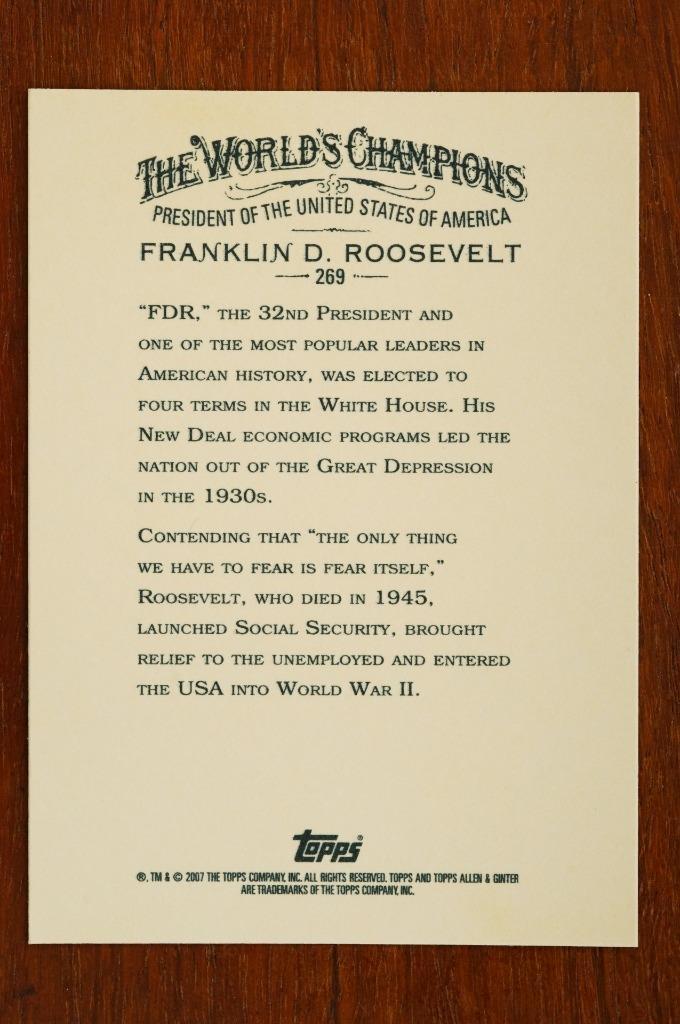 THE WORLD'S CHAMPIONS
PRESIDENT OF THE UNITED STATES OF AMERICA
FRANKLIN D. ROOSEVELT
269
“FDR,” THE 32ND PRESIDENT AND
ONE OF THE MOST POPULAR LEADERS IN
AMERICAN HISTORY, WAS ELECTED TO
FOUR TERMS IN THE WHITE HOUSE. HIS
NEW DEAL ECONOMIC PROGRAMS LED THE
NATION OUT OF THE GREAT DEPRESSION
IN THE 1930S.
CONTENDING THAT “THE ONLY THING
WE HAVE TO FEAR IS FEAR ITSELF,”
ROOSEVELT, WHO DIED IN 1945,
LAUNCHED SOCIAL SECURITY, BROUGHT
RELIEF TO THE UNEMPLOYED AND ENTERED
THE USA INTO WORLD WAR II.
TOPPS®
®, TM & © 2007 THE TOPPS COMPANY, INC. ALL RIGHTS RESERVED. TOPPS AND TOPPS ALLEN & GINTER
ARE TRADEMARKS OF THE TOPPS COMPANY, INC.